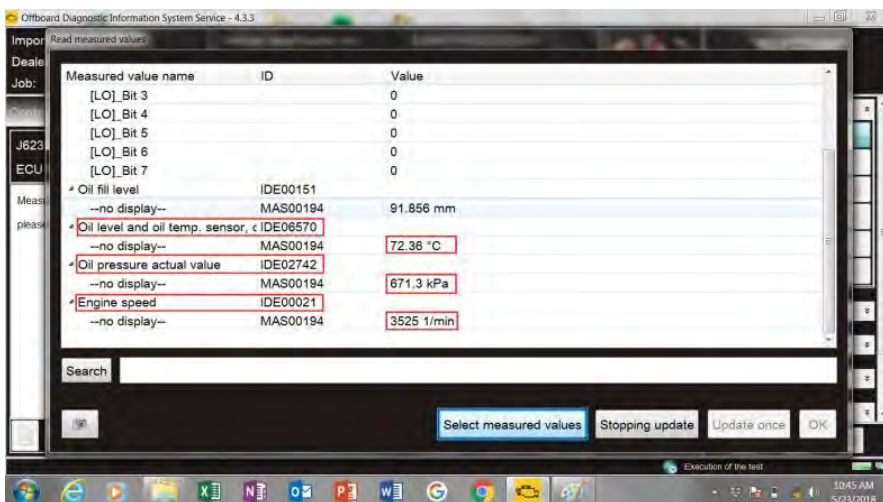 Offboard Diagnostic Information System Service - 4.3.3
Impor
Read measured values
Deale
Job:
Measured value name ID Value
[LO]_Bit 3 0
[LO]_Bit 4 0
[LO]_Bit 5 0
[LO]_Bit 6 0
[LO]_Bit 7 0
J623
ECU
Oil fill level IDE00151
--no display-- MAS00194 91.856 mm
Meas
pleas
Oil level and oil temp. sensor, c IDE06570
--no display-- MAS00194 72.36 °C
Oil pressure actual value IDE02742
--no display-- MAS00194 671,3 kPa
Engine speed IDE00021
--no display-- MAS00194 3525 1/min
Search
Select measured values Stopping update Update once OK
Execution of the test
10:45 AM
5/23/2018